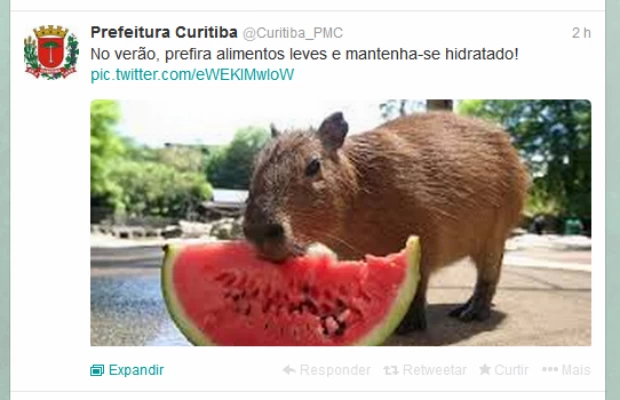 Prefeitura Curitiba @Curitiba_PMC 2 h
No verão, prefira alimentos leves e mantenha-se hidratado!
pic.twitter.com/eWEKlMwloW
Expandir Responder Retweetar Curtir Mais